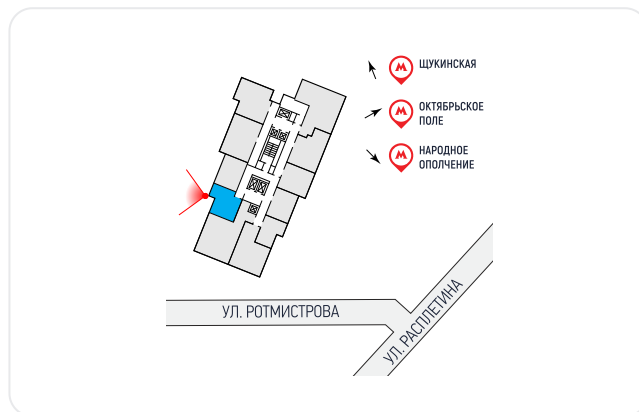 ЩУКИНСКАЯ
ОКТЯБРЬСКОЕ
ПОЛЕ
НАРОДНОЕ
ОПОЛЧЕНИЕ
УЛ. РОТМИСТРОВА
УЛ. РАСПЛЕТИНА